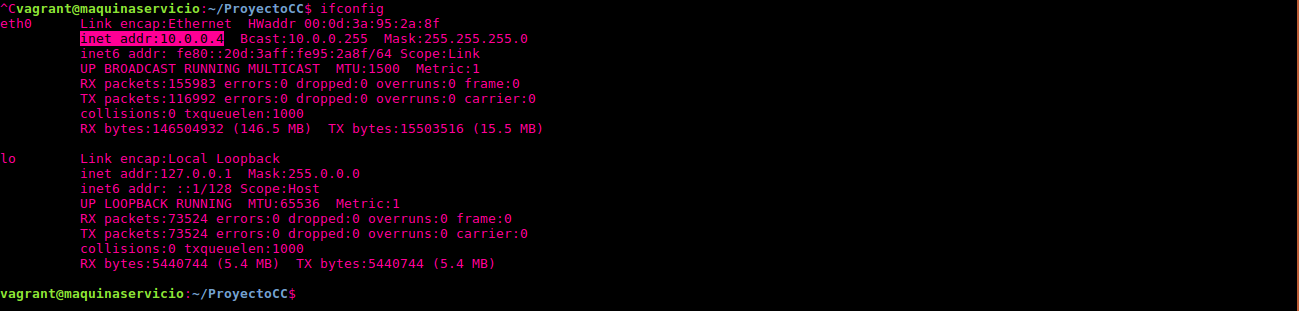 ^Cvagrant@maquinaservicio:~/ProyectoCC$ ifconfig
eth0      Link encap:Ethernet  HWaddr 00:0d:3a:95:2a:8f
          inet addr:10.0.0.4  Bcast:10.0.0.255  Mask:255.255.255.0
          inet6 addr: fe80::20d:3aff:fe95:2a8f/64 Scope:Link
          UP BROADCAST RUNNING MULTICAST  MTU:1500  Metric:1
          RX packets:155983 errors:0 dropped:0 overruns:0 frame:0
          TX packets:116992 errors:0 dropped:0 overruns:0 carrier:0
          collisions:0 txqueuelen:1000
          RX bytes:146504932 (146.5 MB)  TX bytes:15503516 (15.5 MB)

lo        Link encap:Local Loopback
          inet addr:127.0.0.1  Mask:255.0.0.0
          inet6 addr: ::1/128 Scope:Host
          UP LOOPBACK RUNNING  MTU:65536  Metric:1
          RX packets:73524 errors:0 dropped:0 overruns:0 frame:0
          TX packets:73524 errors:0 dropped:0 overruns:0 carrier:0
          collisions:0 txqueuelen:1000
          RX bytes:5440744 (5.4 MB)  TX bytes:5440744 (5.4 MB)

vagrant@maquinaservicio:~/ProyectoCC$